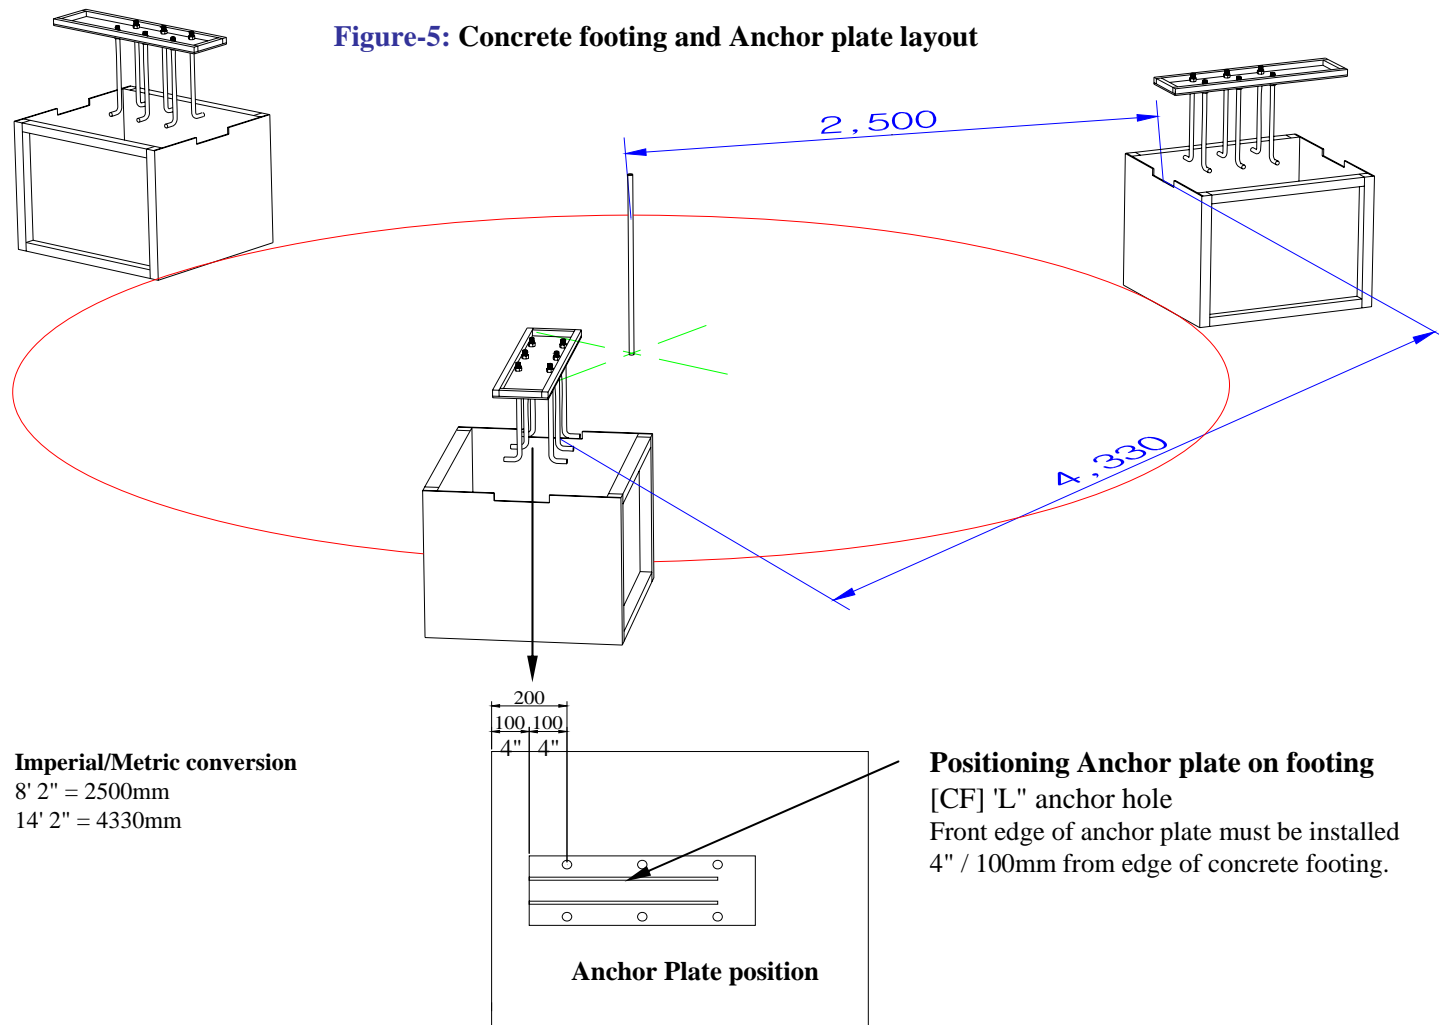 Figure-5: Concrete footing and Anchor plate layout
2,500
4,330
200
100 100
4" 4"
Imperial/Metric conversion
8' 2" = 2500mm
14' 2" = 4330mm
Positioning Anchor plate on footing
[CF] 'L" anchor hole
Front edge of anchor plate must be installed
4" / 100mm from edge of concrete footing.
Anchor Plate position